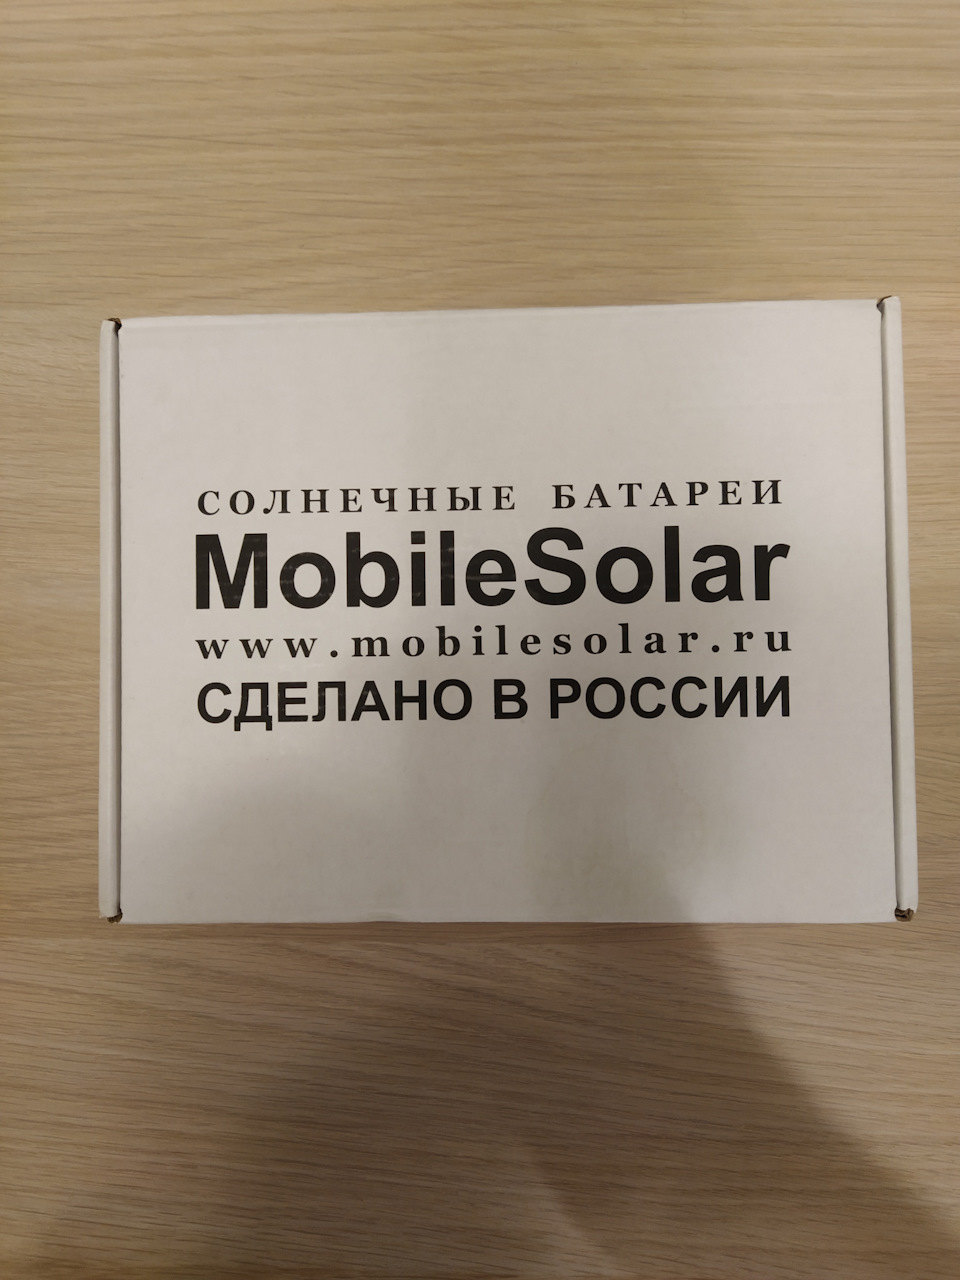 СОЛНЕЧНЫЕ БАТАРЕИ
MobileSolar
www.mobilesolar.ru
СДЕЛАНО В РОССИИ